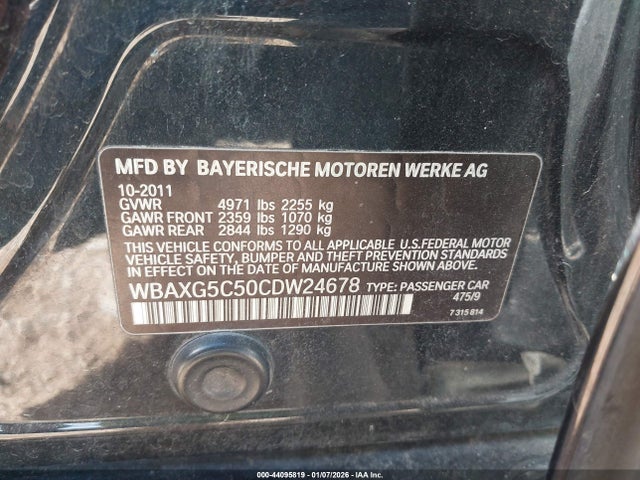 MFD BY BAYERISCHE MOTOREN WERKE AG
10-2011
GVWR 4971 lbs 2255 kg
GAWR FRONT 2359 lbs 1070 kg
GAWR REAR 2844 lbs 1290 kg
THIS VEHICLE CONFORMS TO ALL APPLICABLE U.S.FEDERAL MOTOR
VEHICLE SAFETY, BUMPER AND THEFT PREVENTION STANDARDS
IN EFFECT ON THE DATE OF MANUFACTURE SHOWN ABOVE.
WBAXG5C50CDW24678 TYPE: PASSENGER CAR
475/9
7 315 814
000-44095819 | 01/07/2026 - IAA Inc.